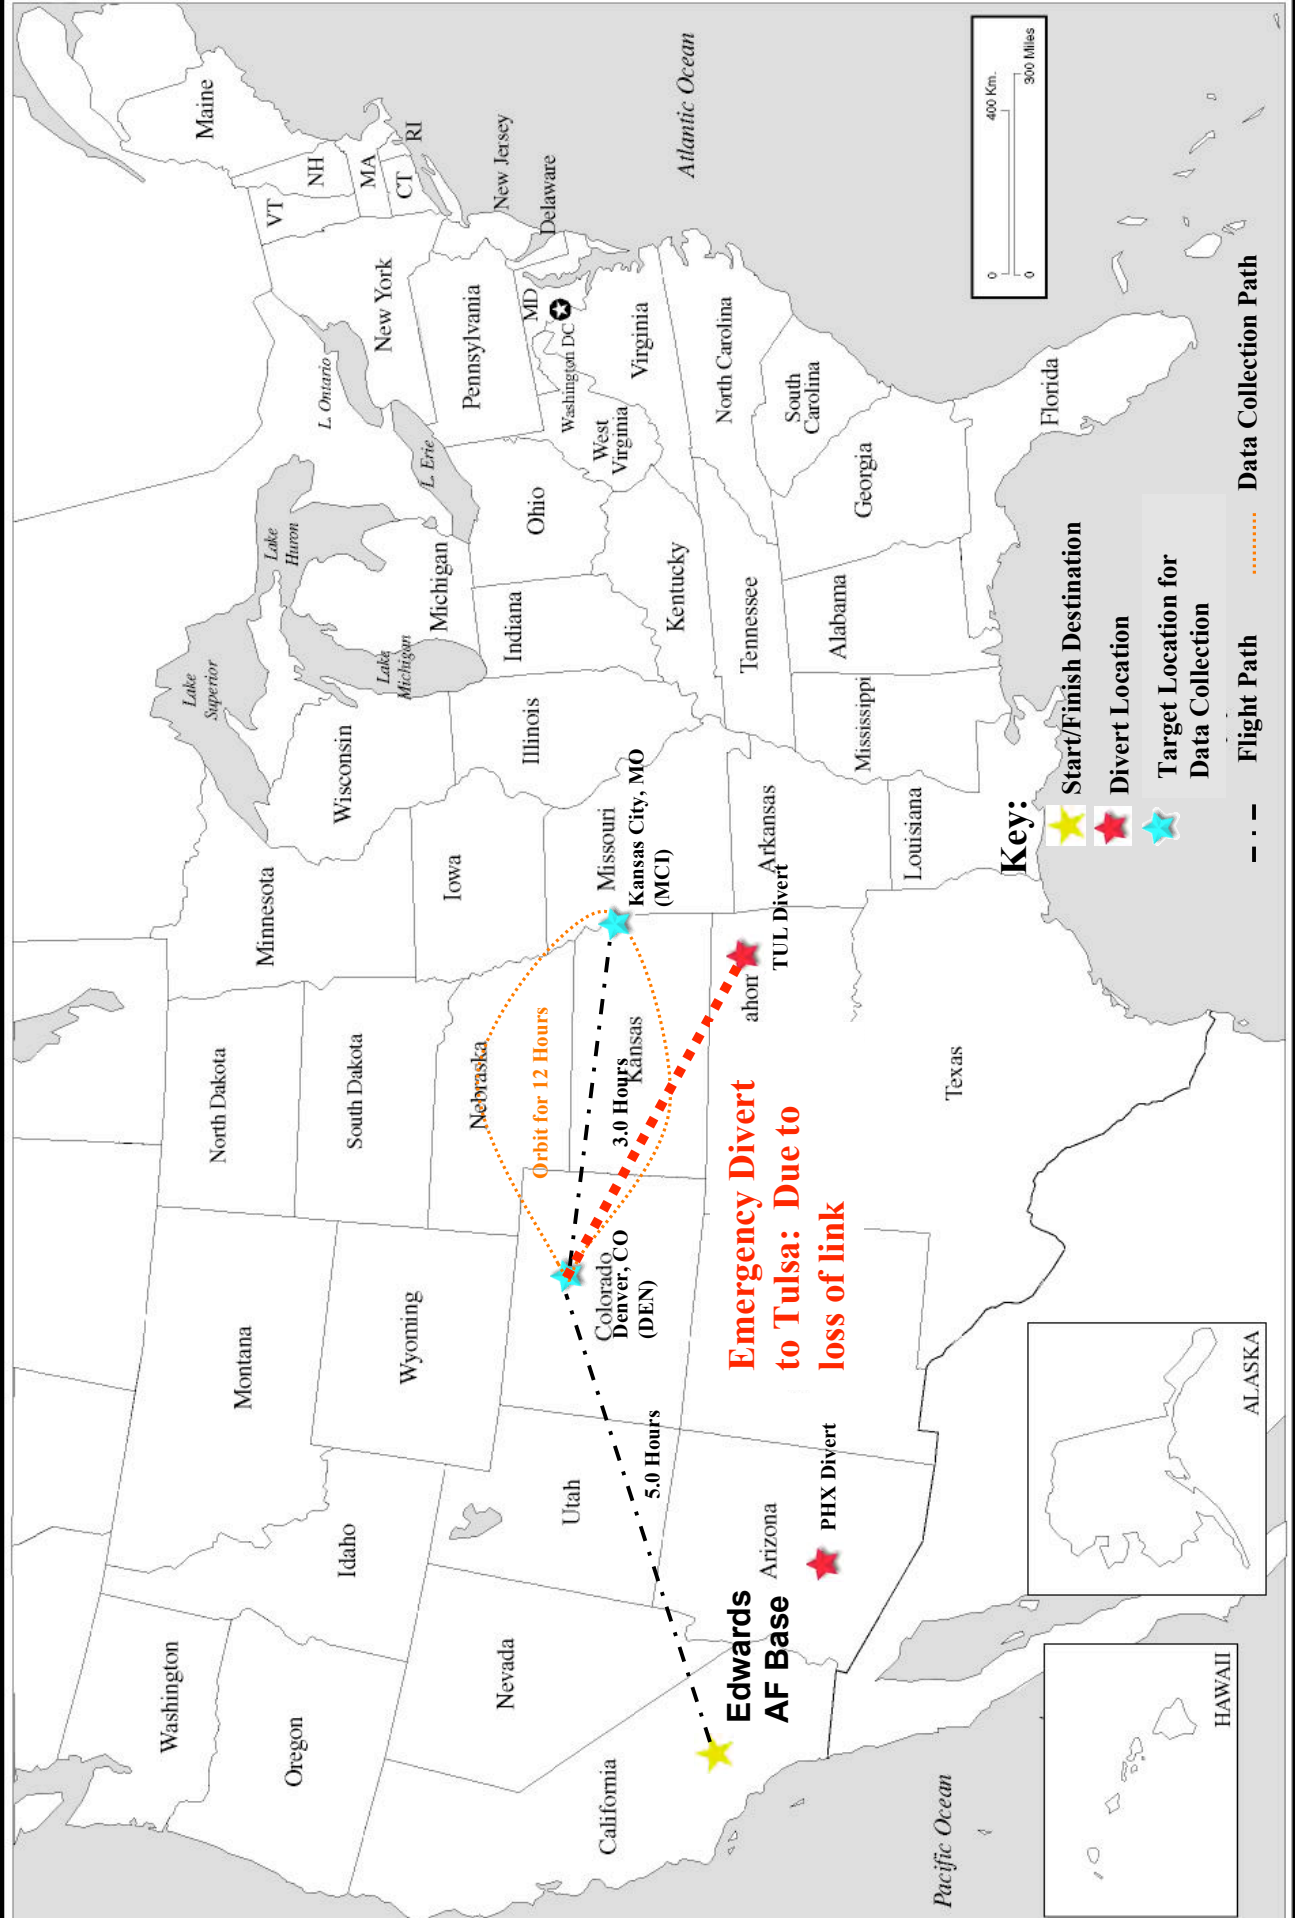 Washington
Oregon
California
Nevada
Idaho
Montana
Wyoming
Utah
Arizona
North Dakota
South Dakota
Nebraska
Kansas
Colorado
Denver, CO
(DEN)
Texas
ahom
Minnesota
Iowa
Missouri
Kansas City, MO
(MCI)
Arkansas
Louisiana
Wisconsin
Illinois
Michigan
Indiana
Ohio
Kentucky
Tennessee
Mississippi
Alabama
Georgia
Florida
South
Carolina
North Carolina
Virginia
West
Virginia
Washington DC
MD
Delaware
New Jersey
Pennsylvania
New York
VT
NH
MA
CT
RI
Maine
Lake
Superior
Lake
Michigan
Lake
Huron
L. Erie
L. Ontario
Atlantic Ocean
Pacific Ocean
Edwards
AF Base
5.0 Hours
3.0 Hours
Orbit for 12 Hours
PHX Divert
TUL Divert
Emergency Divert
to Tulsa: Due to
loss of link
HAWAII
ALASKA
0 400 Km.
0 300 Miles
Key:
Start/Finish Destination
Divert Location
Target Location for
Data Collection
Flight Path
Data Collection Path